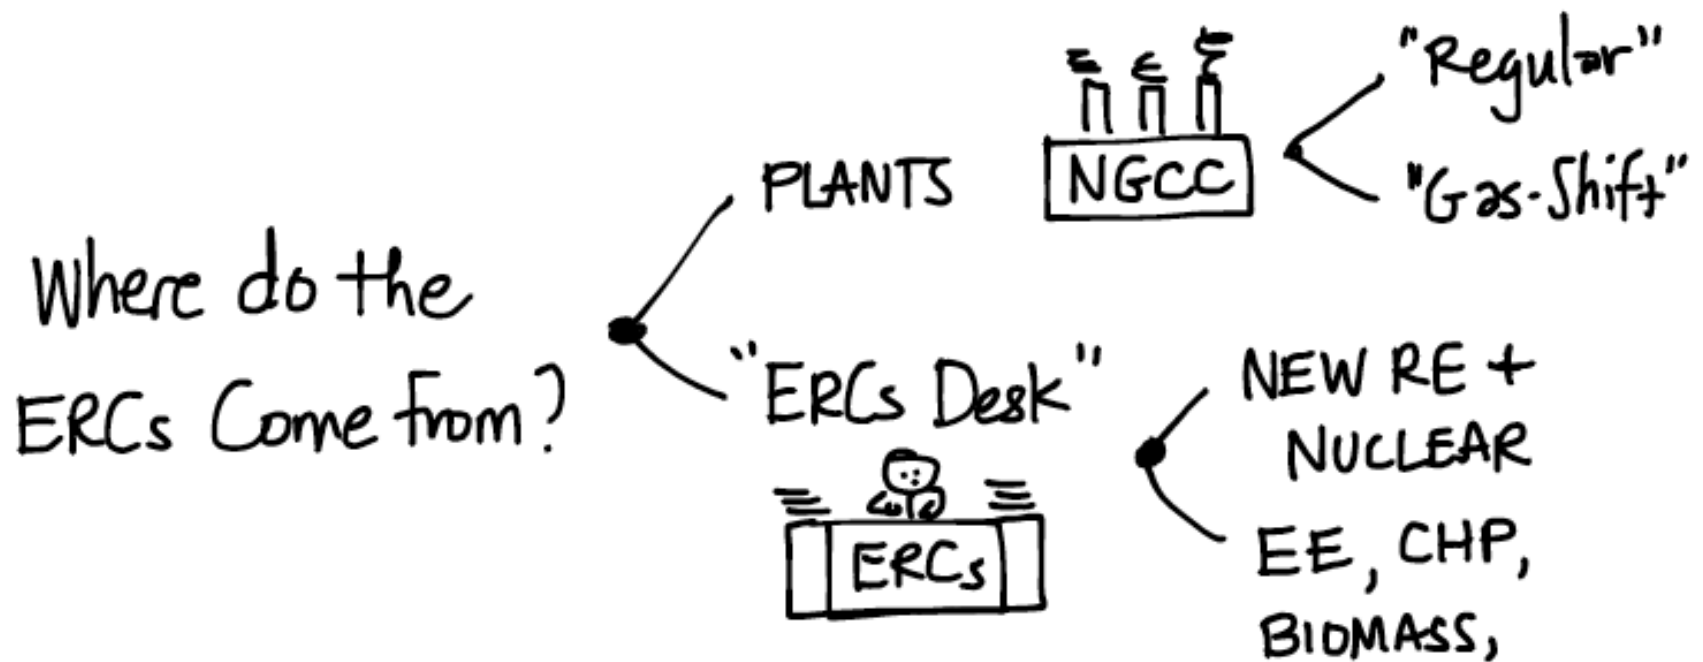 Where do the
ERCs Come from?
PLANTS
NGCC
"Regular"
"Gas-Shift"
"ERCs Desk"
ERCs
NEW RE +
NUCLEAR
EE, CHP,
BIOMASS,